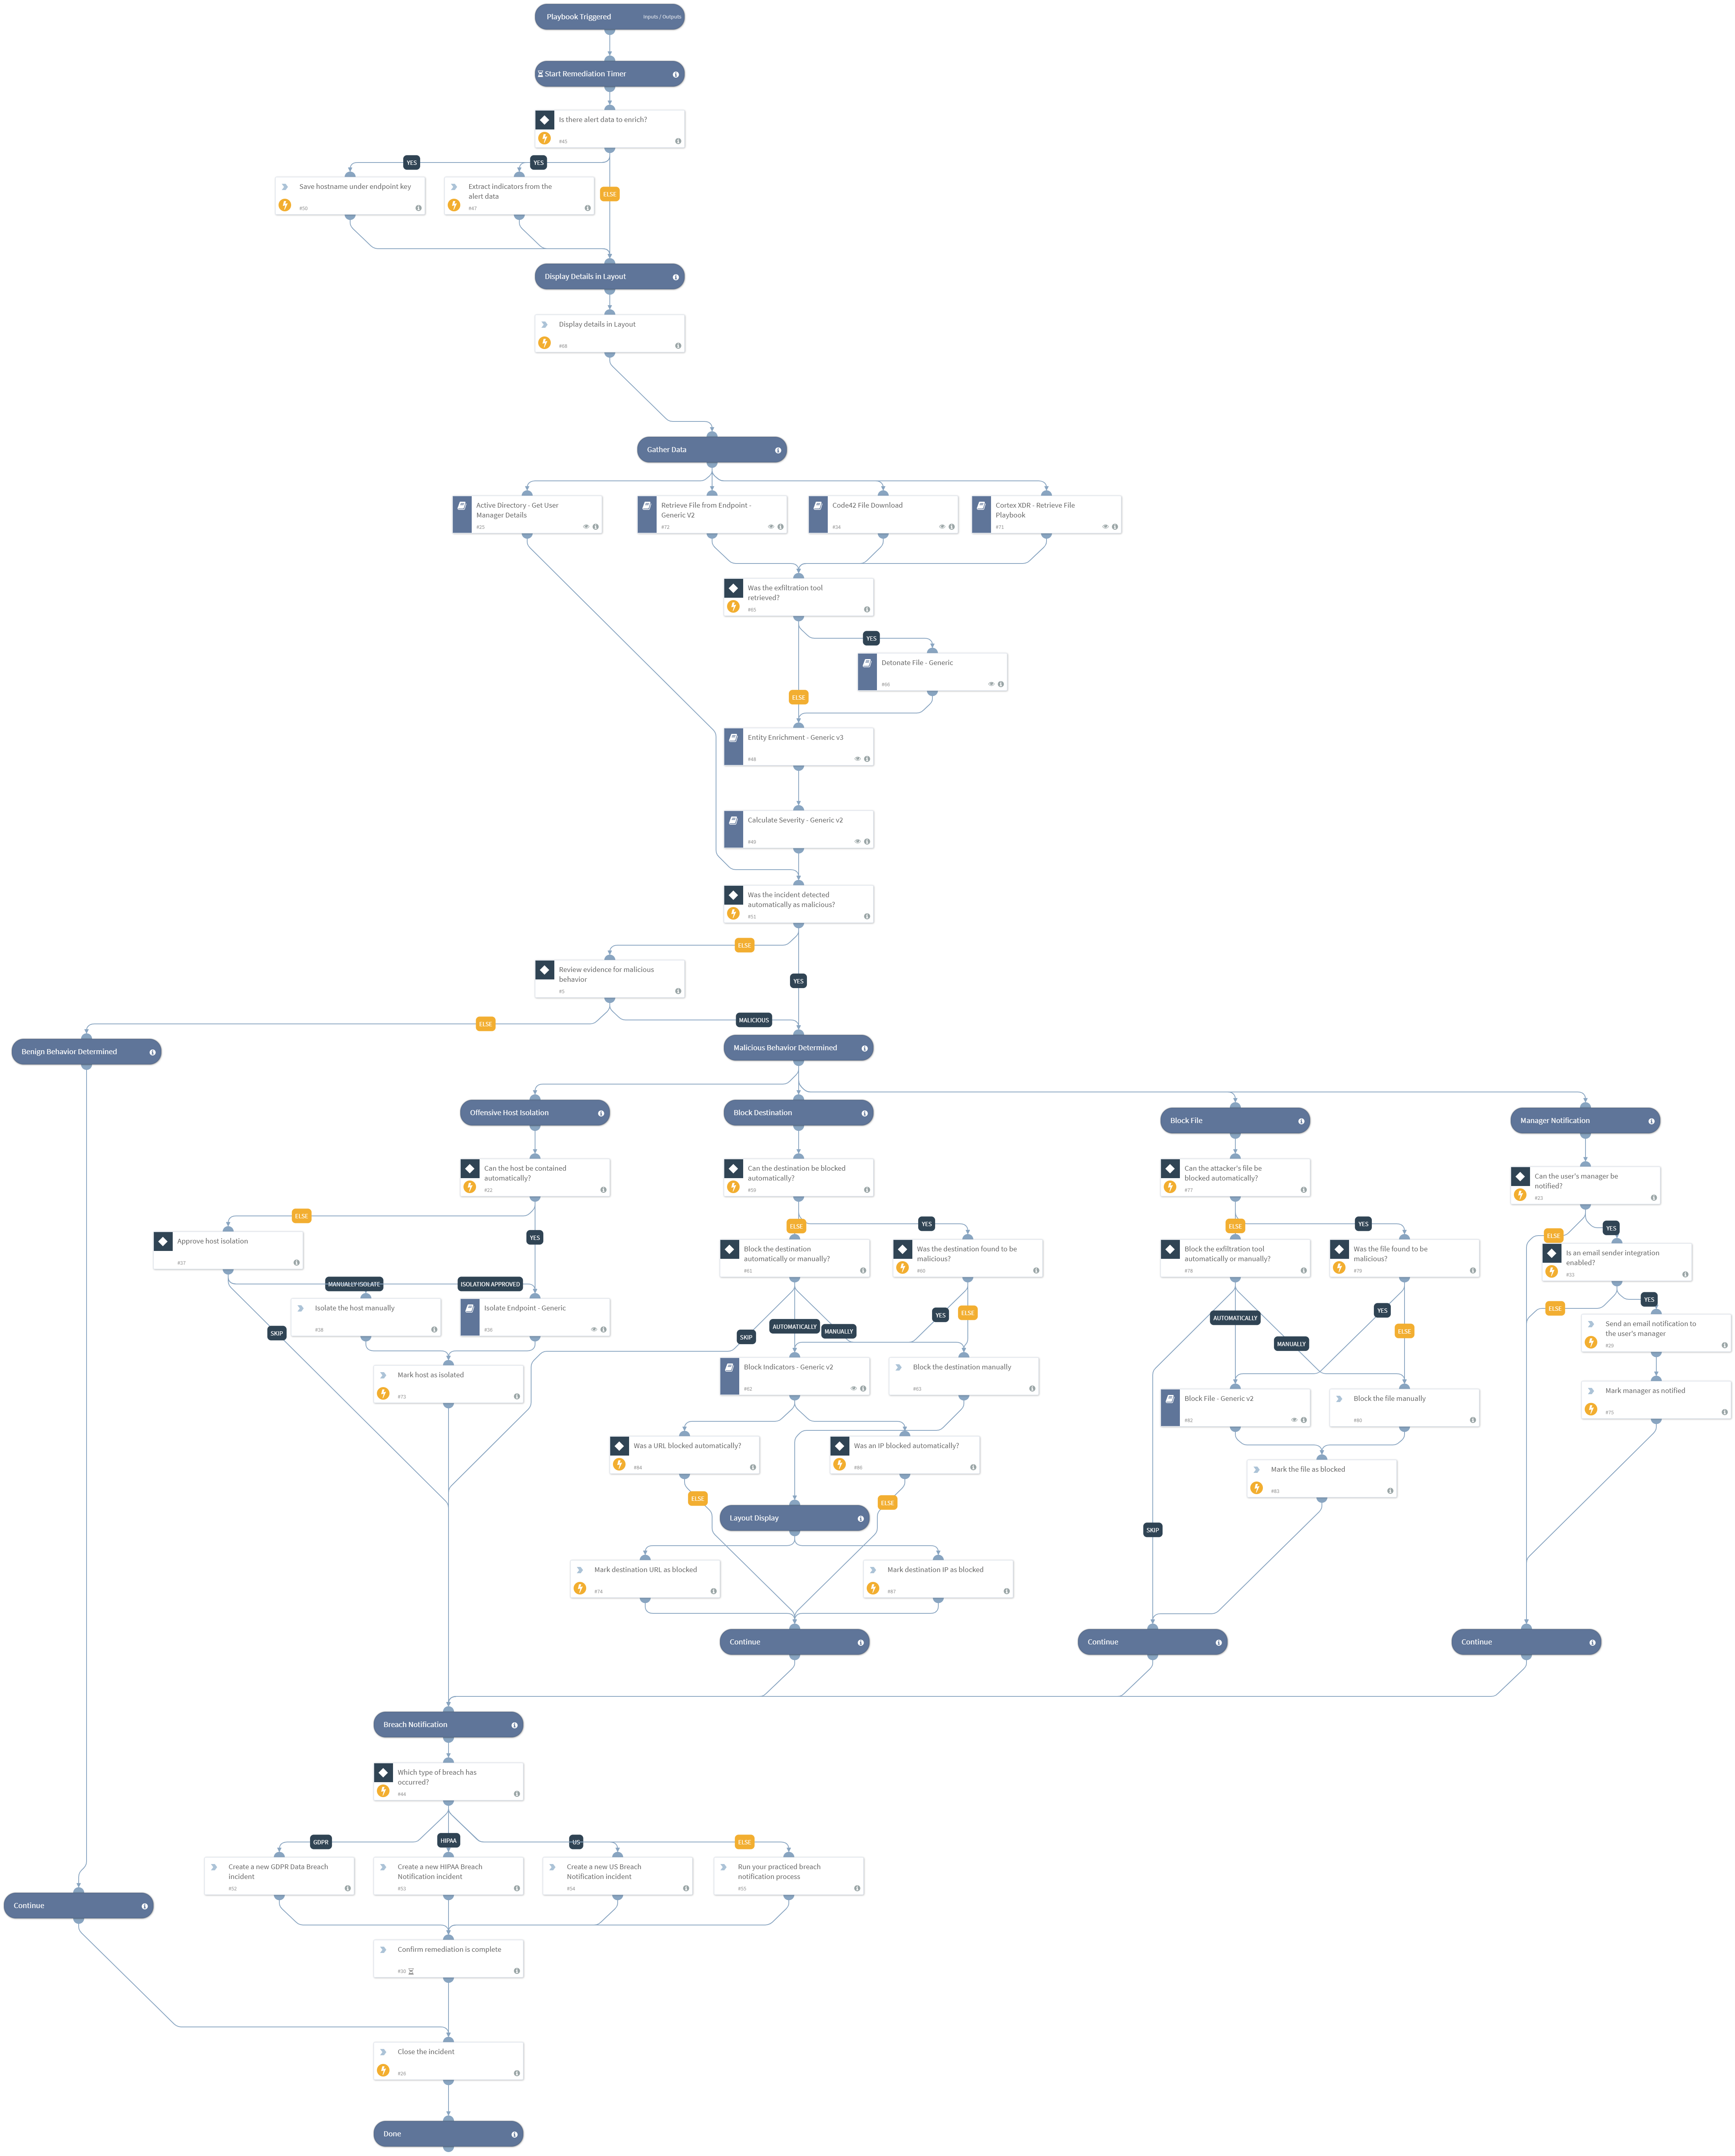 Playbook Triggered
Inputs / Outputs
Start Remediation Timer
Is there alert data to enrich?
#45
YES
YES
Save hostname under endpoint key
#50
Extract indicators from the
alert data
#47
ELSE
Display Details in Layout
Display details in Layout
#68
Gather Data
Active Directory - Get User
Manager Details
#25
Retrieve File from Endpoint -
Generic V2
#72
Code42 File Download
#34
Cortex XDR - Retrieve File
Playbook
#71
Was the exfiltration tool
retrieved?
#65
YES
Detonate File - Generic
#66
ELSE
Entity Enrichment - Generic v3
#48
Calculate Severity - Generic v2
Was the incident detected
automatically as malicious?
#51
ELSE
Review evidence for malicious
behavior
#5
YES
ELSE
MALICIOUS
Benign Behavior Determined
Malicious Behavior Determined
Offensive Host Isolation
Block Destination
Block File
Manager Notification
Can the host be contained
automatically?
#22
Can the destination be blocked
automatically?
#59
Can the attacker's file be
blocked automatically?
#77
Can the user's manager be
notified?
#23
ELSE
YES
ELSE
YES
ELSE
YES
ELSE
YES
Approve host isolation
#37
Block the destination
automatically or manually?
#61
Was the destination found to be
malicious?
#60
Block the exfiltration tool
automatically or manually?
#78
Was the file found to be
malicious?
#79
Is an email sender integration
enabled?
#33
MANUALLY ISOLATE
ISOLATION APPROVED
Isolate the host manually
#38
Isolate Endpoint - Generic
SKIP
SKIP
AUTOMATICALLY
MANUALLY
YES
ELSE
AUTOMATICALLY
MANUALLY
YES
ELSE
ELSE
YES
Send an email notification to
the user's manager
Mark host as isolated
#73
Block Indicators - Generic v2
#62
Block the destination manually
#63
Block File - Generic v2
#82
Block the file manually
#80
Mark manager as notified
#75
Was a URL blocked automatically?
#84
Was an IP blocked automatically?
#86
Mark the file as blocked
#83
ELSE
ELSE
Layout Display
SKIP
Mark destination URL as blocked
#74
Mark destination IP as blocked
#87
Continue
Continue
Continue
Breach Notification
Which type of breach has
occurred?
#44
GDPR
HIPAA
US
ELSE
Create a new GDPR Data Breach
incident
#52
Create a new HIPAA Breach
Notification incident
#53
Create a new US Breach
Notification incident
#54
Run your practiced breach
notification process
#55
Continue
Confirm remediation is complete
#30
Close the incident
Done